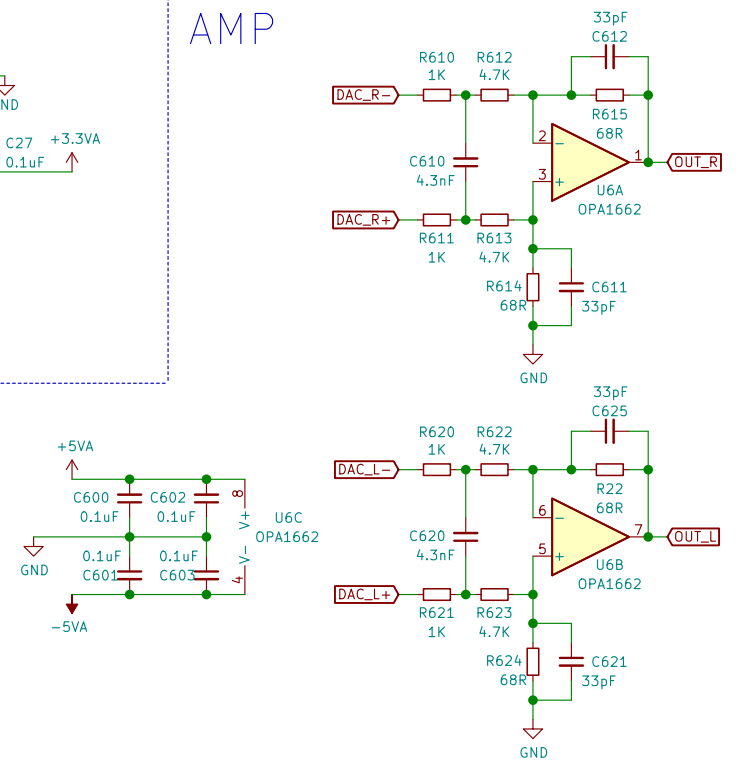 AMP
ND
C27
0.1uF
+3.3VA
33pF
C612
R610
1K
R612
4.7K
DAC_R-
R615
68R
2
-
1
OUT_R
C610
4.3nF
3
+
U6A
OPA1662
DAC_R+
R611
1K
R613
4.7K
R614
68R
C611
33pF
GND
+5VA
C600
0.1uF
C602
0.1uF
8
V+
U6C
OPA1662
GND
0.1uF
C601
0.1uF
C603
V-
4
-5VA
33pF
C625
R620
1K
R622
4.7K
DAC_L-
R22
68R
6
-
7
OUT_L
C620
4.3nF
5
+
U6B
OPA1662
DAC_L+
R621
1K
R623
4.7K
R624
68R
C621
33pF
GND